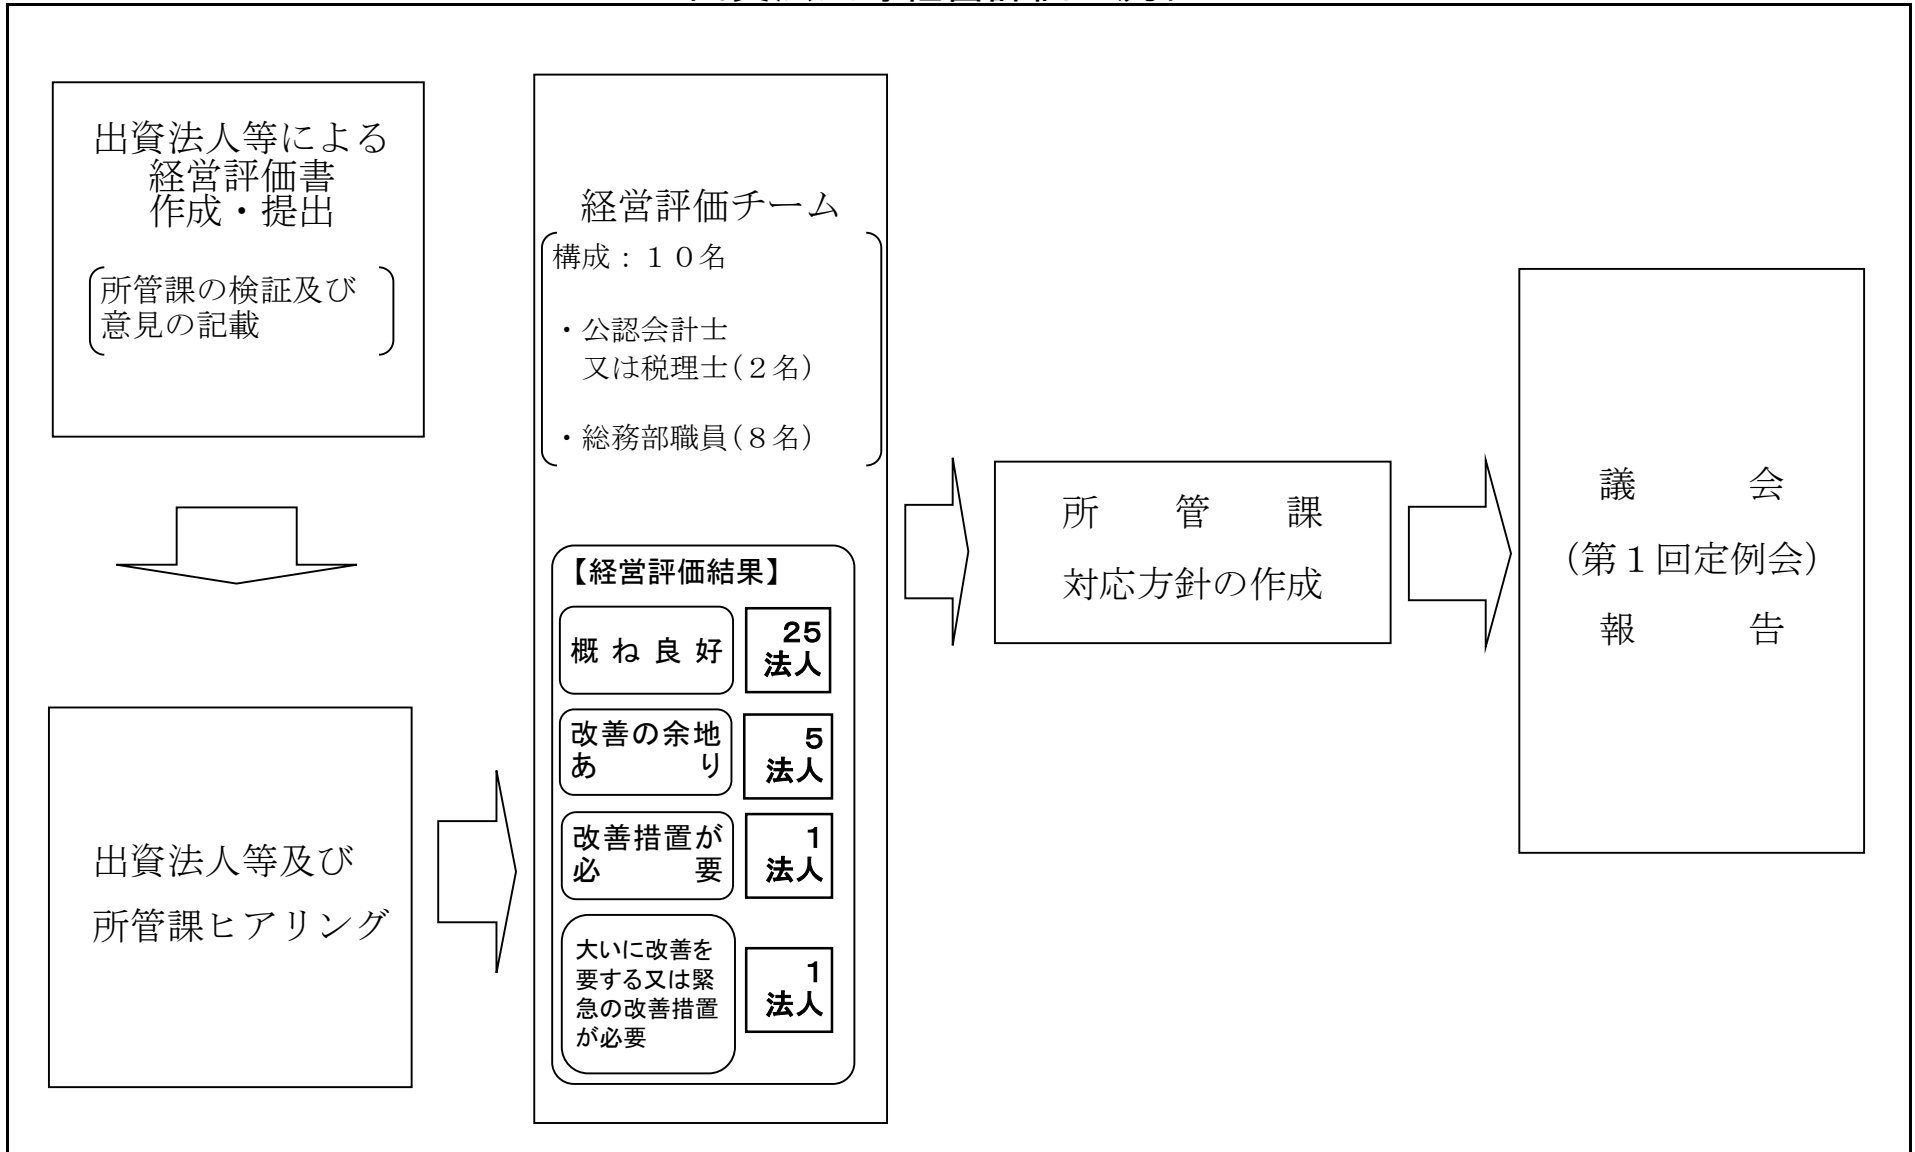 出資法人等による
経営評価書
作成・提出
所管課の検証及び
意見の記載
出資法人等及び
所管課ヒアリング
経営評価チーム
構成：１０名
・公認会計士
又は税理士（２名）
・総務部職員（８名）
【経営評価結果】
概ね良好
25
法人
改善の余地
あり
5
法人
改善措置が
必要
1
法人
大いに改善を
要する又は緊
急の改善措置
が必要
1
法人
所管課
対応方針の作成
議会
（第１回定例会）
報告